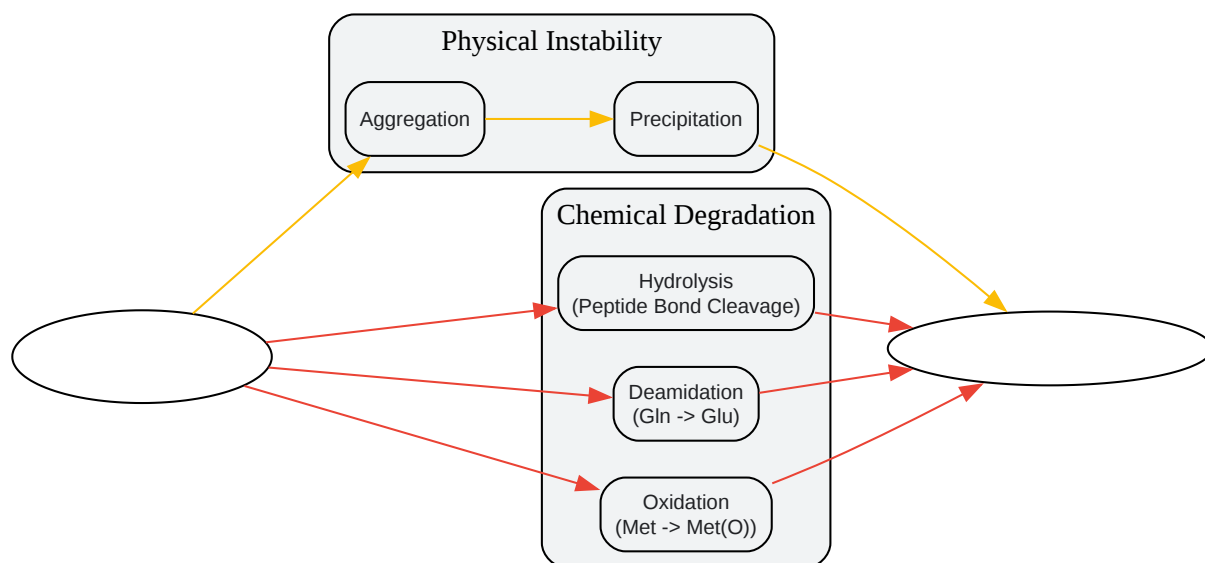 Physical Instability
Aggregation
Precipitation
Chemical Degradation
Hydrolysis
(Peptide Bond Cleavage)
Deamidation
(Gln -> Glu)
Oxidation
(Met -> Met(O))